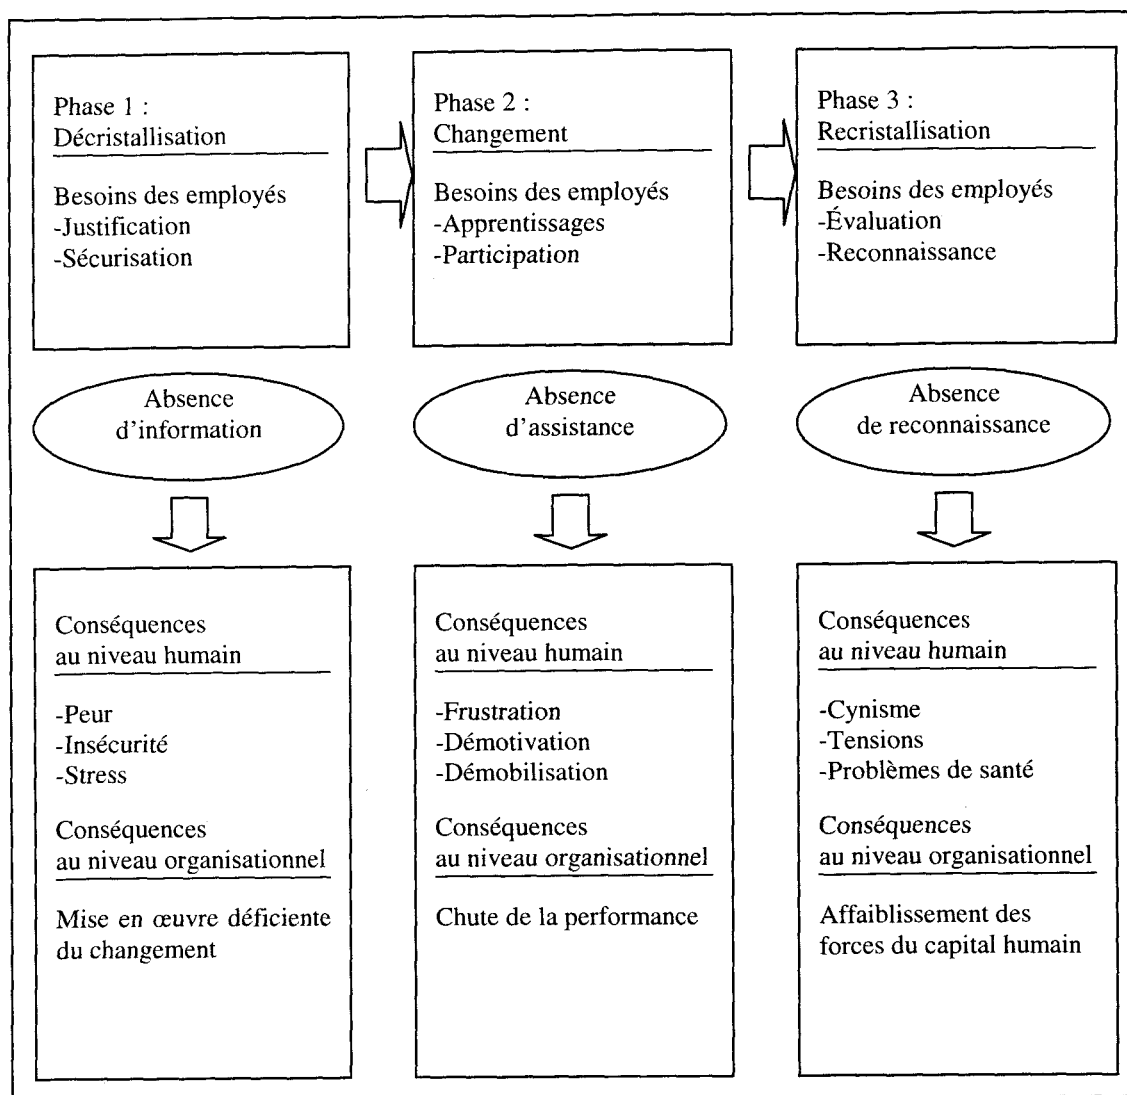 Phase 1 :
Décristallisation
Besoins des employés
-Justification
-Sécurisation
Phase 2 :
Changement
Besoins des employés
-Apprentissages
-Participation
Phase 3 :
Recristallisation
Besoins des employés
-Évaluation
-Reconnaissance
Absence
d'information
Absence
d'assistance
Absence
de reconnaissance
Conséquences
au niveau humain
-Peur
-Insécurité
-Stress
Conséquences
au niveau organisationnel
Mise en œuvre déficiente
du changement
Conséquences
au niveau humain
-Frustration
-Démotivation
-Démobilisation
Conséquences
au niveau organisationnel
Chute de la performance
Conséquences
au niveau humain
-Cynisme
-Tensions
-Problèmes de santé
Conséquences
au niveau organisationnel
Affaiblissement des
forces du capital humain